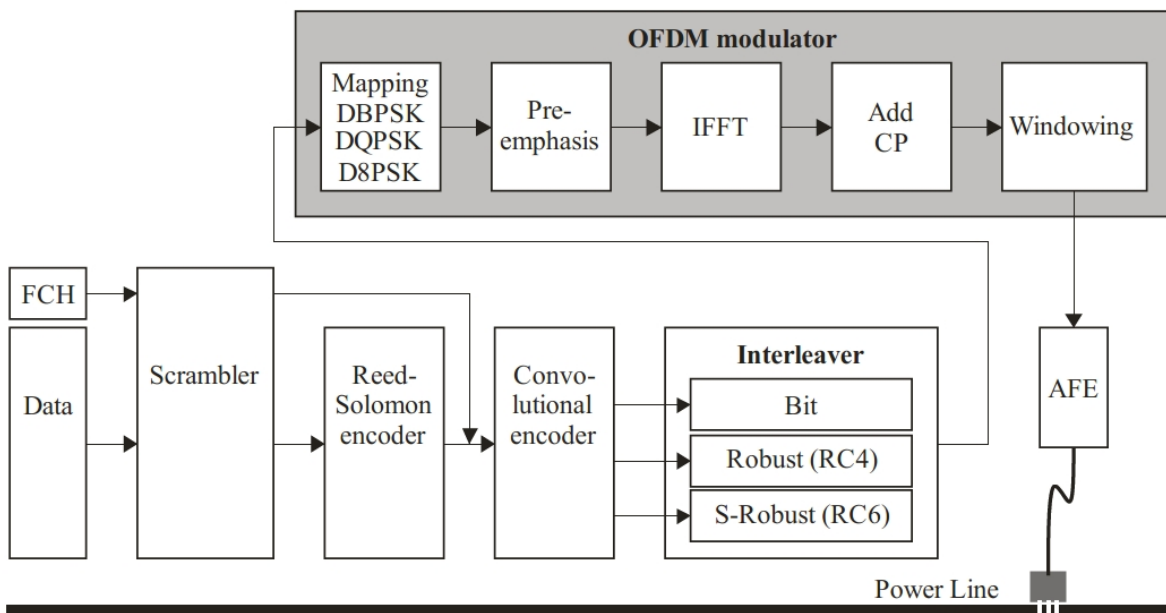 OFDM modulator
Mapping
DBPSK
DQPSK
D8PSK
Pre-
emphasis
IFFT
Add
CP
Windowing
FCH
Data
Scrambler
Reed-
Solomon
encoder
Convo-
lutional
encoder
Interleaver
Bit
Robust (RC4)
S-Robust (RC6)
AFE
Power Line